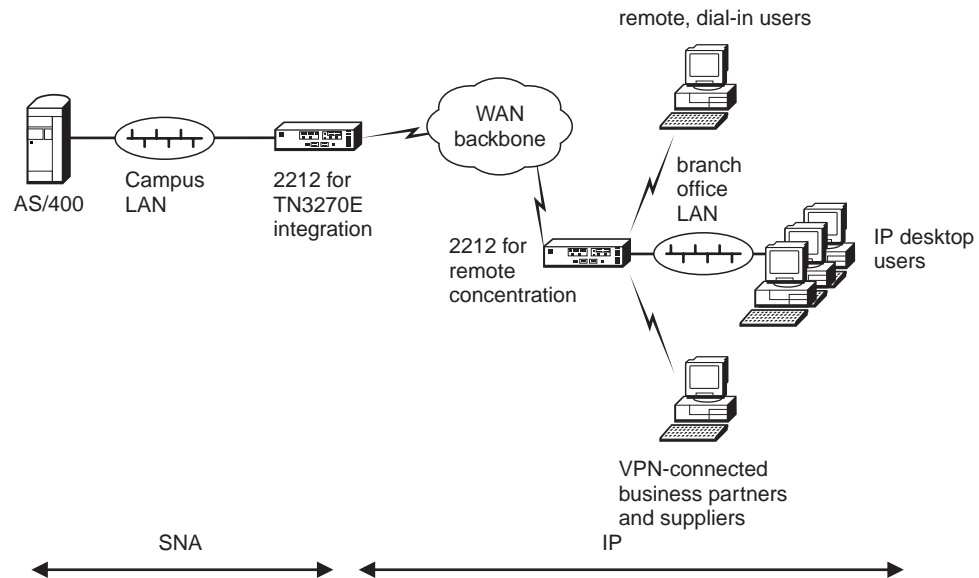 remote, dial-in users
WAN
backbone
AS/400
Campus
LAN
2212 for
TN3270E
integration
2212 for
remote
concentration
branch
office
LAN
IP desktop
users
VPN-connected
business partners
and suppliers
SNA
IP